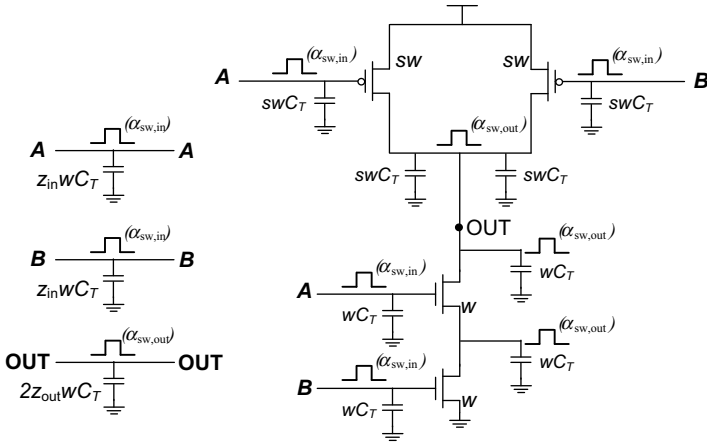 (α_sw,in)
A A
z_in wC_T
(α_sw,in)
B B
z_in wC_T
(α_sw,out)
OUT OUT
2z_out wC_T
(α_sw,in)
A
swC_T
sw sw
(α_sw,in)
B
swC_T
(α_sw,out)
swC_T swC_T
OUT
(α_sw,out)
wC_T
(α_sw,in)
A
w
wC_T
(α_sw,out)
wC_T
(α_sw,in)
B
w
wC_T